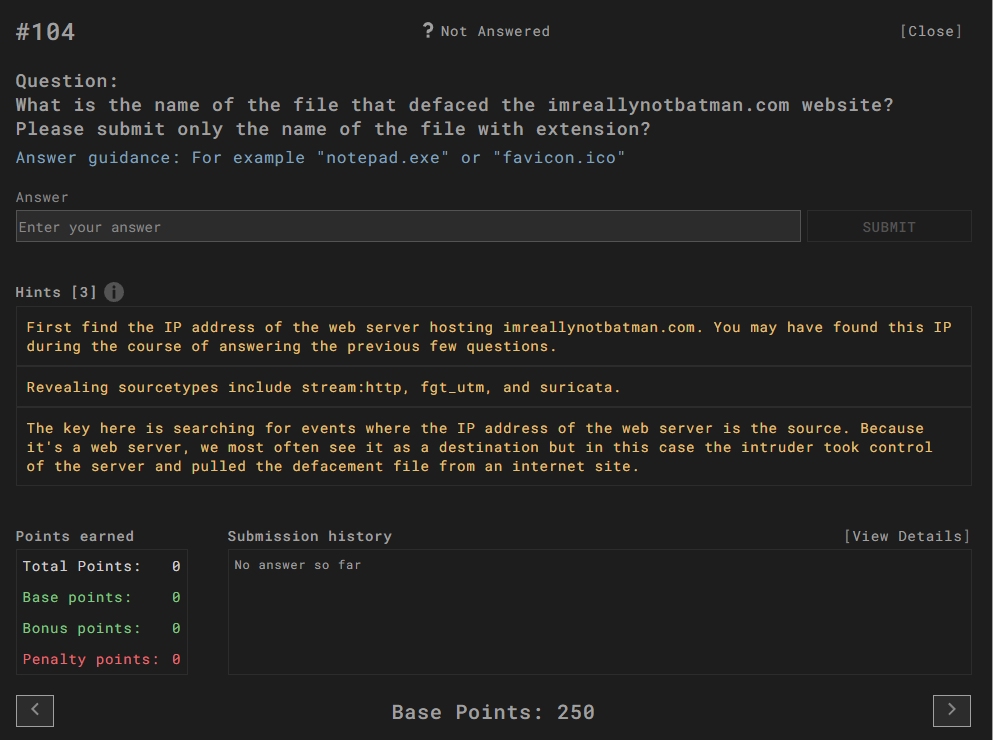 #104
? Not Answered
[Close]
Question:
What is the name of the file that defaced the imreallynotbatman.com website?
Please submit only the name of the file with extension?
Answer guidance: For example "notepad.exe" or "favicon.ico"
Answer
Enter your answer
SUBMIT
Hints [3] i
First find the IP address of the web server hosting imreallynotbatman.com. You may have found this IP
during the course of answering the previous few questions.
Revealing sourcetypes include stream:http, fgt_utm, and suricata.
The key here is searching for events where the IP address of the web server is the source. Because
it's a web server, we most often see it as a destination but in this case the intruder took control
of the server and pulled the defacement file from an internet site.
Points earned
Total Points: 0
Base points: 0
Bonus points: 0
Penalty points: 0
Submission history
[View Details]
No answer so far
<
Base Points: 250
>